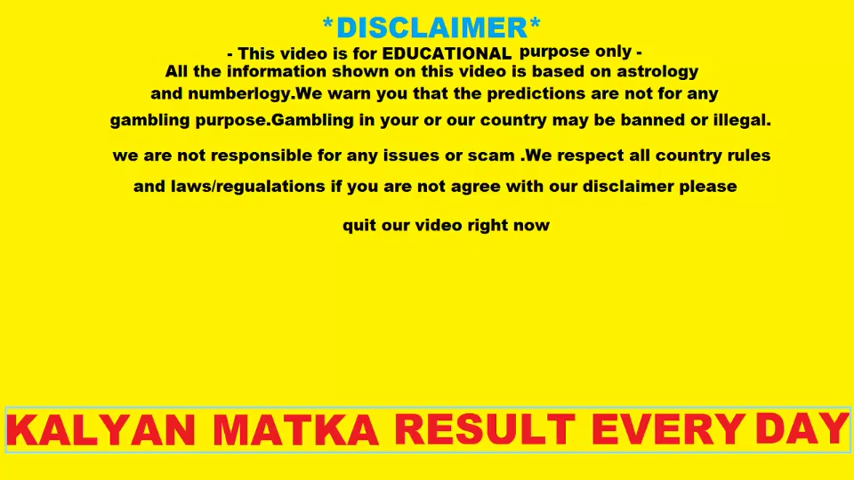 *DISCLAIMER*
- This video is for EDUCATIONAL purpose only -
All the information shown on this video is based on astrology
and numberlogy.We warn you that the predictions are not for any
gambling purpose.Gambling in your or our country may be banned or illegal.
we are not responsible for any issues or scam .We respect all country rules
and laws/regualations if you are not agree with our disclaimer please
quit our video right now
KALYAN MATKA RESULT EVERY DAY